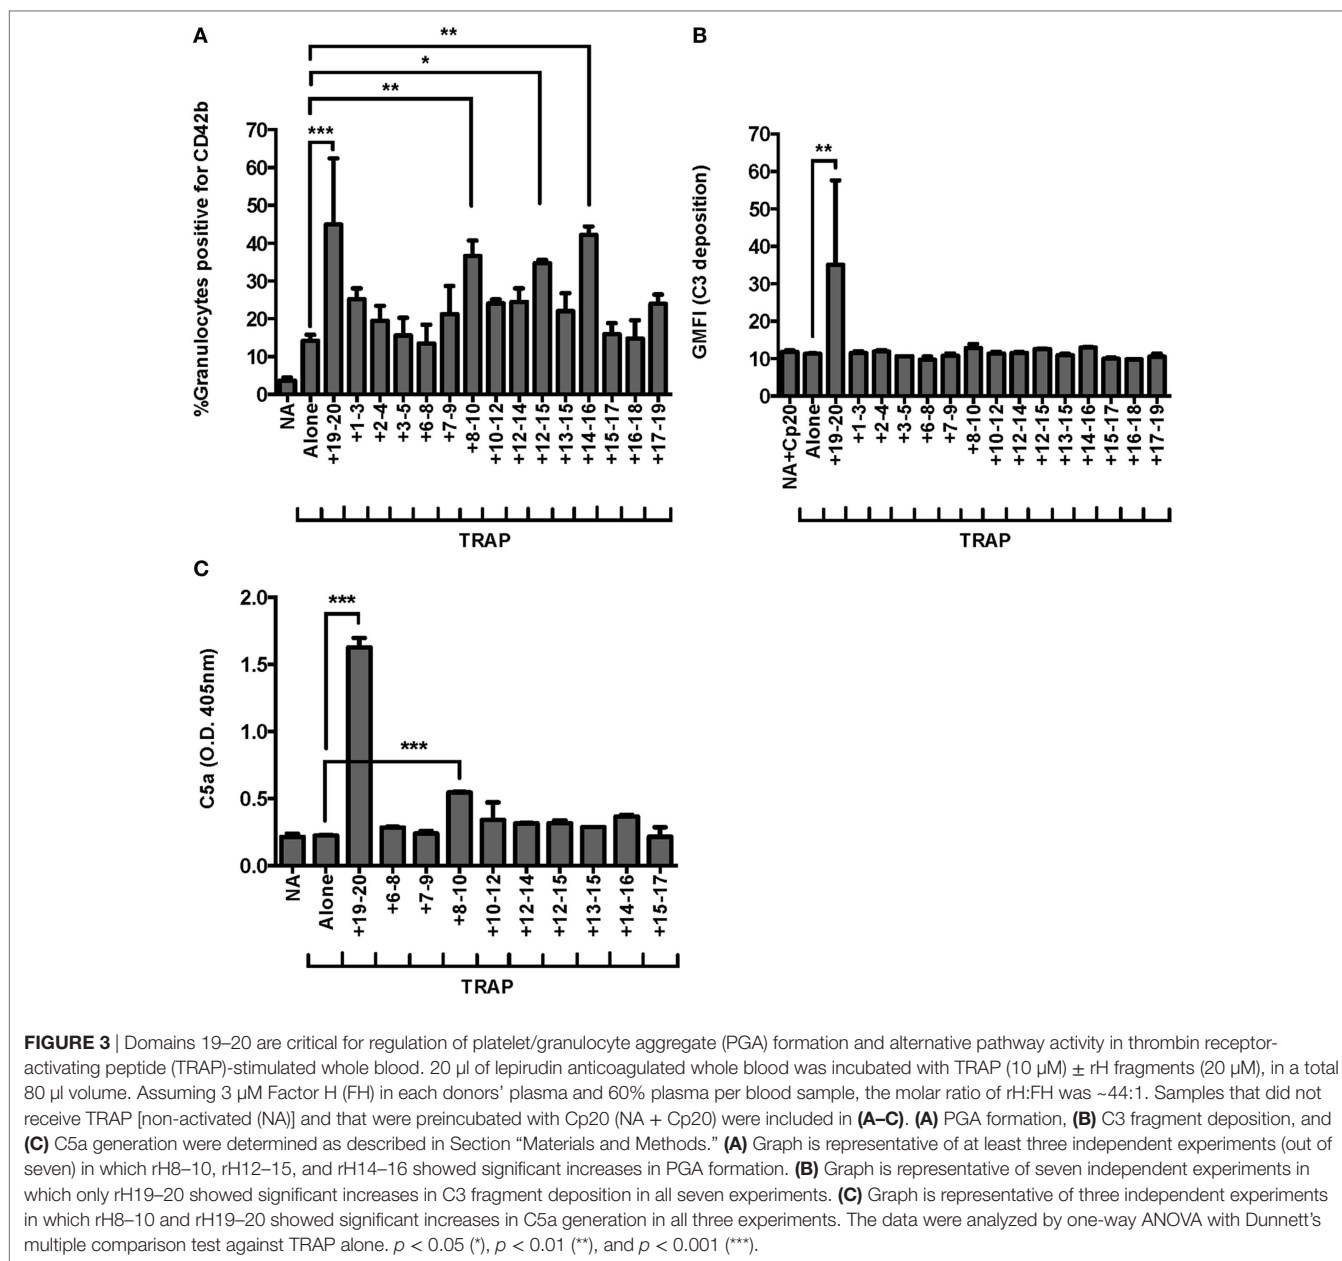 A
**
*
**
***
%Granulocytes positive for CD42b
70
60
50
40
30
20
10
0
NA
Alone
+19-20
+1-3
+2-4
+3-5
+6-8
+7-9
+8-10
+10-12
+12-14
+12-15
+13-15
+14-16
+15-17
+16-18
+17-19
TRAP
B
**
GMFI (C3 deposition)
70
60
50
40
30
20
10
0
NA+Cp20
Alone
+19-20
+1-3
+2-4
+3-5
+6-8
+7-9
+8-10
+10-12
+12-14
+12-15
+13-15
+14-16
+15-17
+16-18
+17-19
TRAP
C
***
***
C5a (O.D. 405nm)
2.0
1.5
1.0
0.5
0.0
NA
Alone
+19-20
+6-8
+7-9
+8-10
+10-12
+12-14
+12-15
+13-15
+14-16
+15-17
TRAP
FIGURE 3 | Domains 19–20 are critical for regulation of platelet/granulocyte aggregate (PGA) formation and alternative pathway activity in thrombin receptor-
activating peptide (TRAP)-stimulated whole blood. 20 µl of lepirudin anticoagulated whole blood was incubated with TRAP (10 µM) ± rH fragments (20 µM), in a total
80 µl volume. Assuming 3 µM Factor H (FH) in each donors’ plasma and 60% plasma per blood sample, the molar ratio of rH:FH was ~44:1. Samples that did not
receive TRAP [non-activated (NA)] and that were preincubated with Cp20 (NA + Cp20) were included in (A–C). (A) PGA formation, (B) C3 fragment deposition, and
(C) C5a generation were determined as described in Section “Materials and Methods.” (A) Graph is representative of at least three independent experiments (out of
seven) in which rH8–10, rH12–15, and rH14–16 showed significant increases in PGA formation. (B) Graph is representative of seven independent experiments in
which only rH19–20 showed significant increases in C3 fragment deposition in all seven experiments. (C) Graph is representative of three independent experiments
in which rH8–10 and rH19–20 showed significant increases in C5a generation in all three experiments. The data were analyzed by one-way ANOVA with Dunnett’s
multiple comparison test against TRAP alone. p < 0.05 (*), p < 0.01 (**), and p < 0.001 (***).